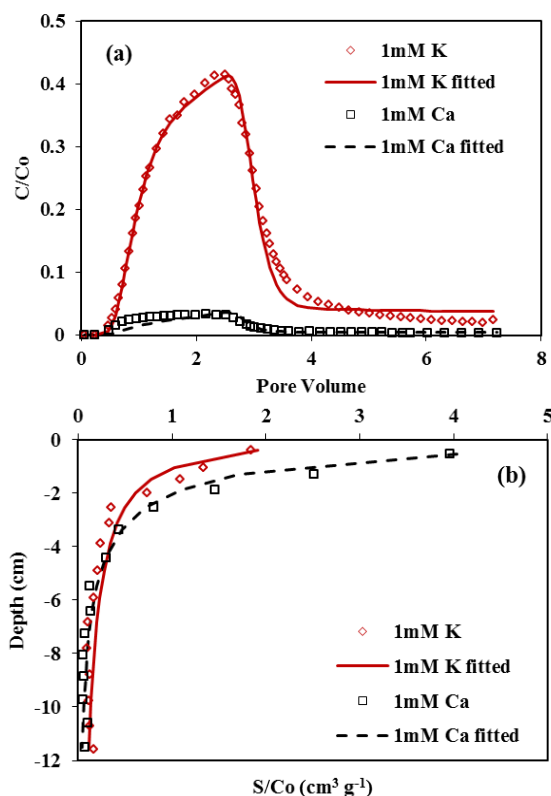 (a)
1mM K
1mM K fitted
1mM Ca
1mM Ca fitted
C/Co
0.5
0.4
0.3
0.2
0.1
0
0 2 4 6 8
Pore Volume
0 1 2 3 4 5
(b)
Depth (cm)
0
-2
-4
-6
-8
-10
-12
1mM K
1mM K fitted
1mM Ca
1mM Ca fitted
S/Co (cm³ g⁻¹)